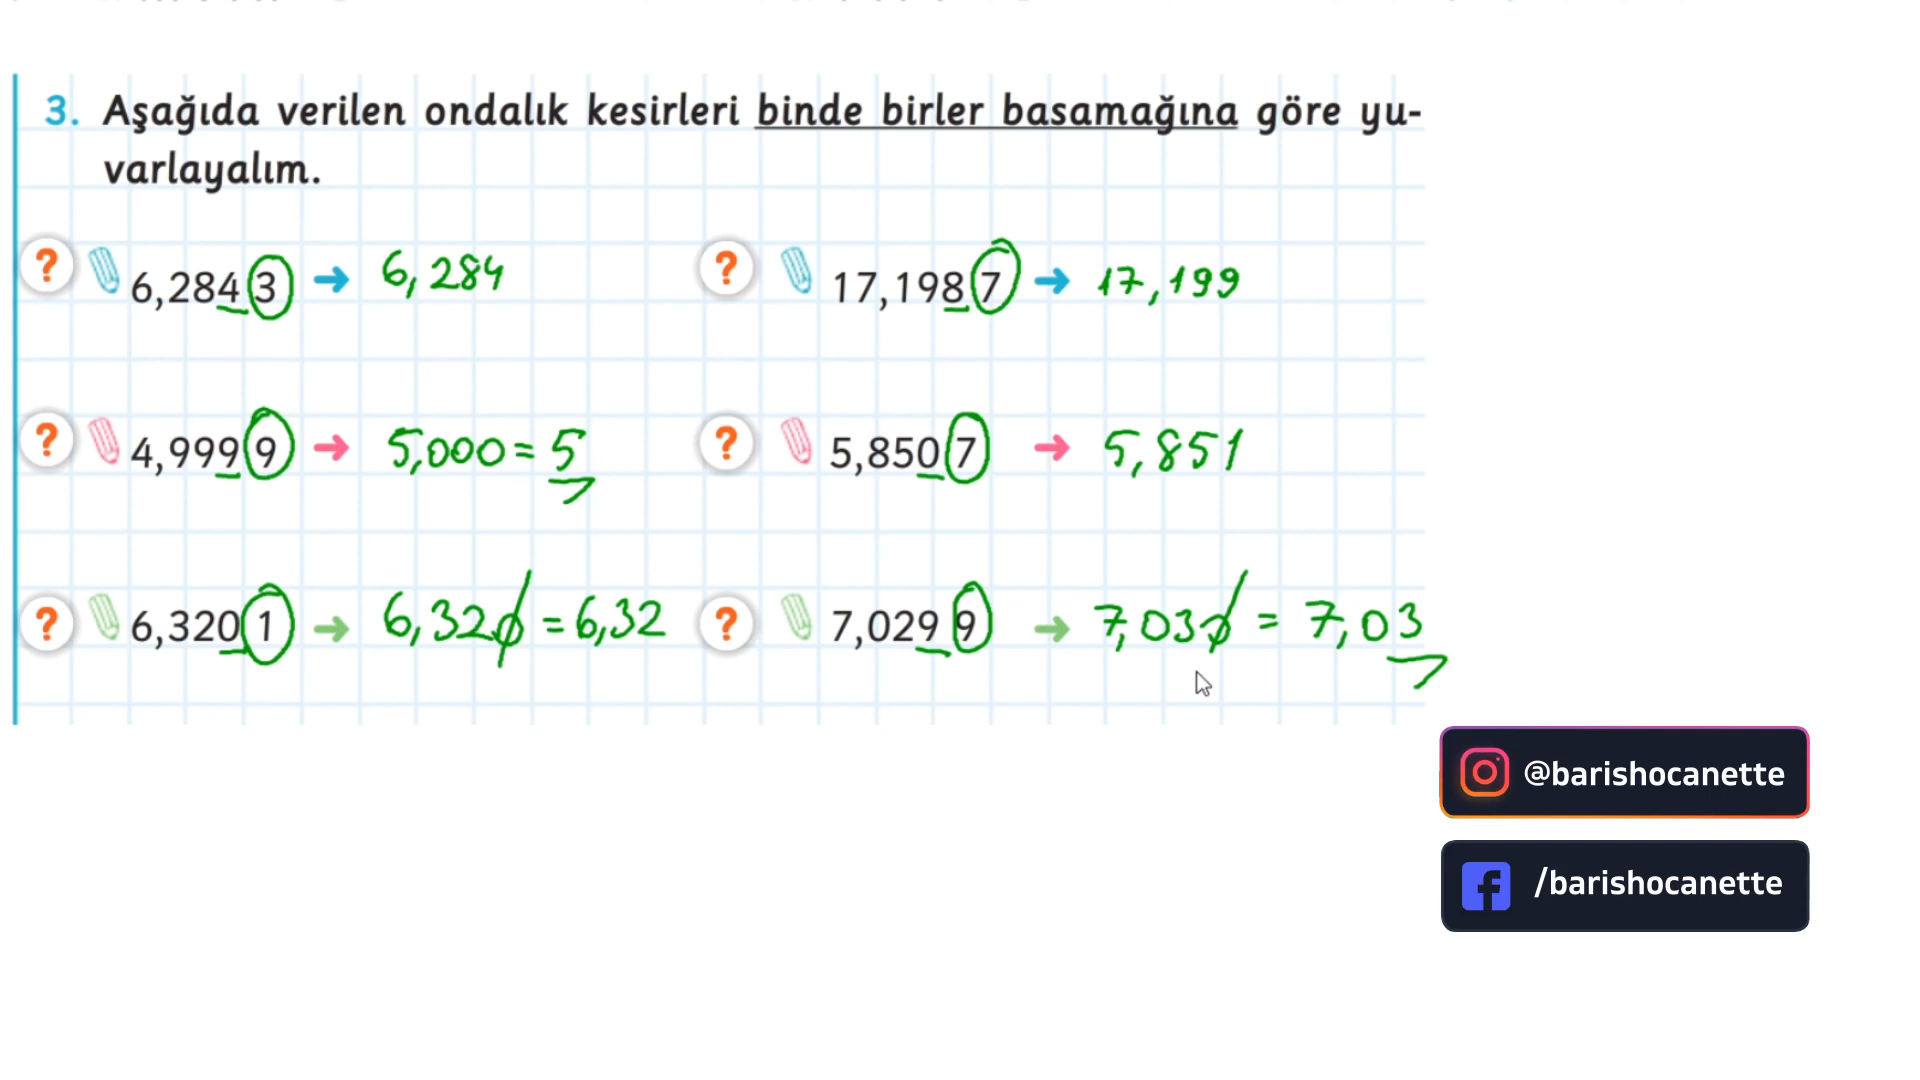 3. Aşağıda verilen ondalık kesirleri binde birler basamağına göre yu-
varlayalım.
? 6,2843 → 6,284
? 17,1987 → 17,199
? 4,9999 → 5,000 = 5
? 5,8507 → 5,851
? 6,3201 → 6,320 = 6,32
? 7,0299 → 7,030 = 7,03
@barishocanette
/barishocanette